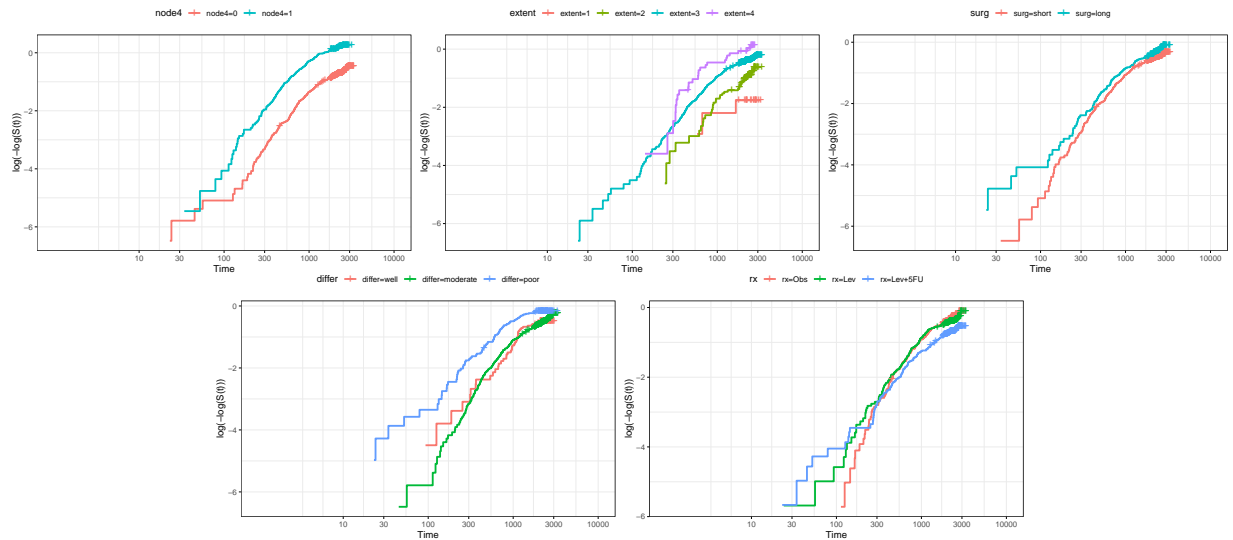 node4 node4=0 node4=1
0
−2
−4
−6
log(−log(S(t)))
10 30 100 300 1000 3000 10000
Time
extent extent=1 extent=2 extent=3 extent=4
0
−2
−4
−6
log(−log(S(t)))
10 30 100 300 1000 3000 10000
Time
surg surg=short surg=long
0
−2
−4
−6
log(−log(S(t)))
10 30 100 300 1000 3000 10000
Time
differ differ=well differ=moderate differ=poor
0
−2
−4
−6
log(−log(S(t)))
10 30 100 300 1000 3000 10000
Time
rx rx=Obs rx=Lev rx=Lev+5FU
0
−2
−4
−6
log(−log(S(t)))
10 30 100 300 1000 3000 10000
Time